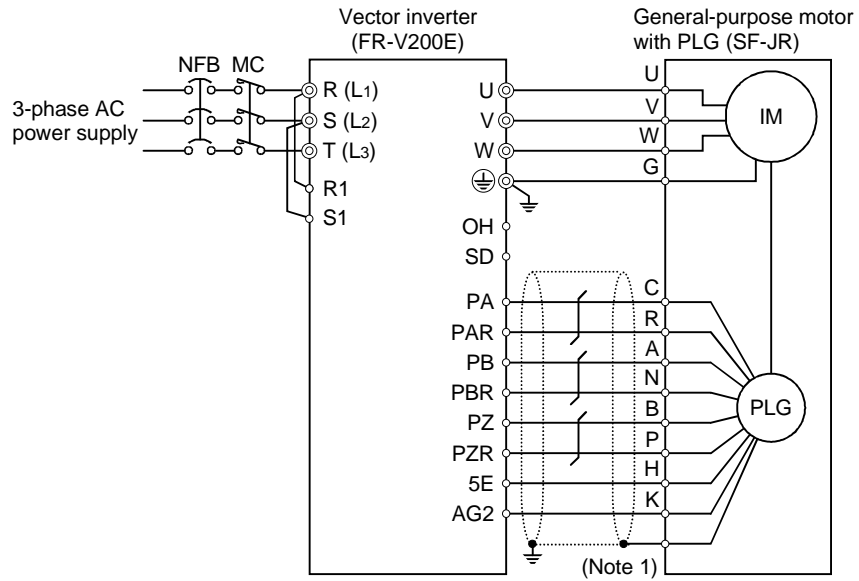 Vector inverter
(FR-V200E)
General-purpose motor
with PLG (SF-JR)
NFB MC
3-phase AC
power supply
R (L1)
S (L2)
T (L3)
R1
S1
U
V
W
OH
SD
PA
PAR
PB
PBR
PZ
PZR
5E
AG2
U
V
W
G
C
R
A
N
B
P
H
K
IM
PLG
(Note 1)